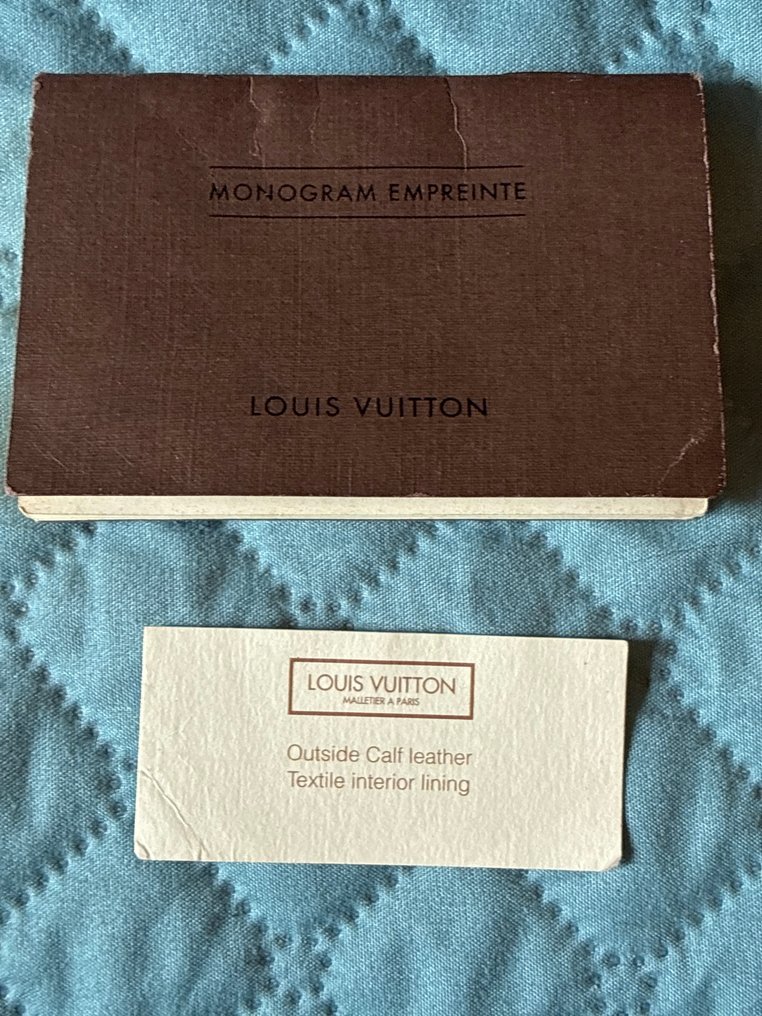 MONOGRAM EMPREINTE
LOUIS VUITTON
LOUIS VUITTON
MALLETIER A PARIS
Outside Calf leather
Textile interior lining